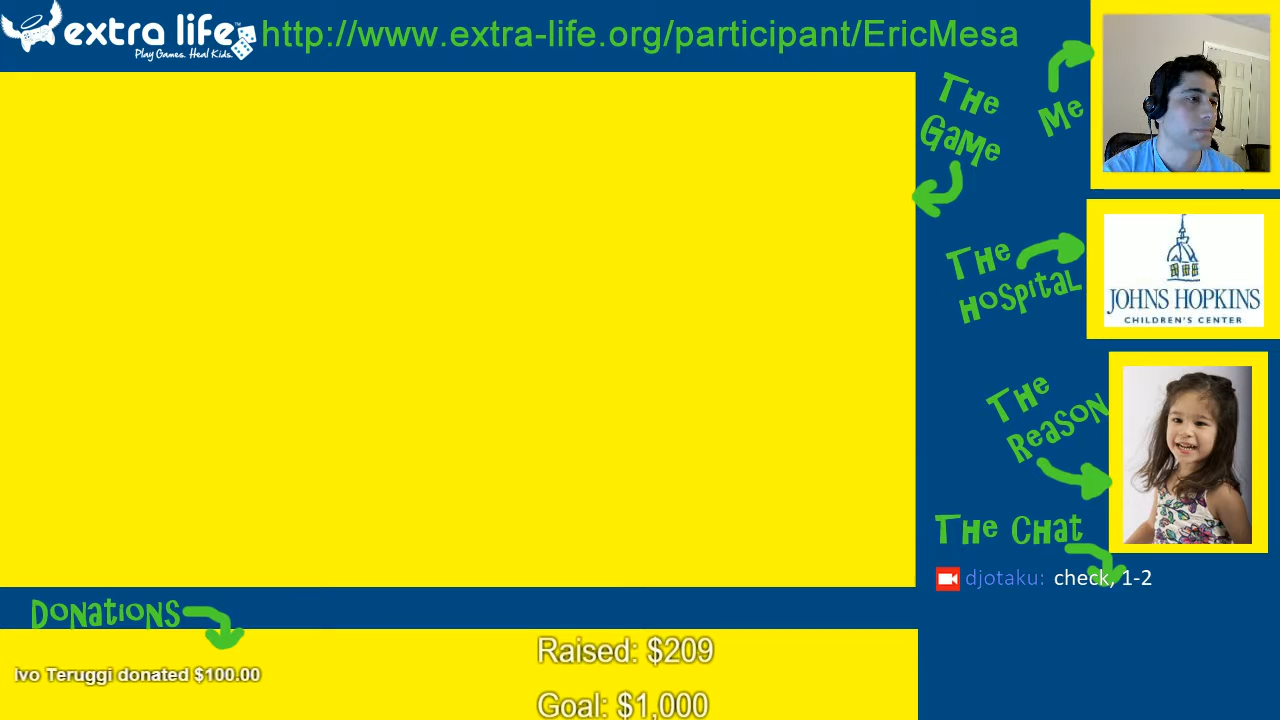 extra life
Play Games. Heal Kids.
http://www.extra-life.org/participant/EricMesa
THE
GAME
Me
THE
HOSPITAL
JOHNS HOPKINS
CHILDREN'S CENTER
THE
REASON
THE CHAT
djotaku: check, 1-2
DONATIONS
Ivo Teruggi donated $100.00
Raised: $209
Goal: $1,000